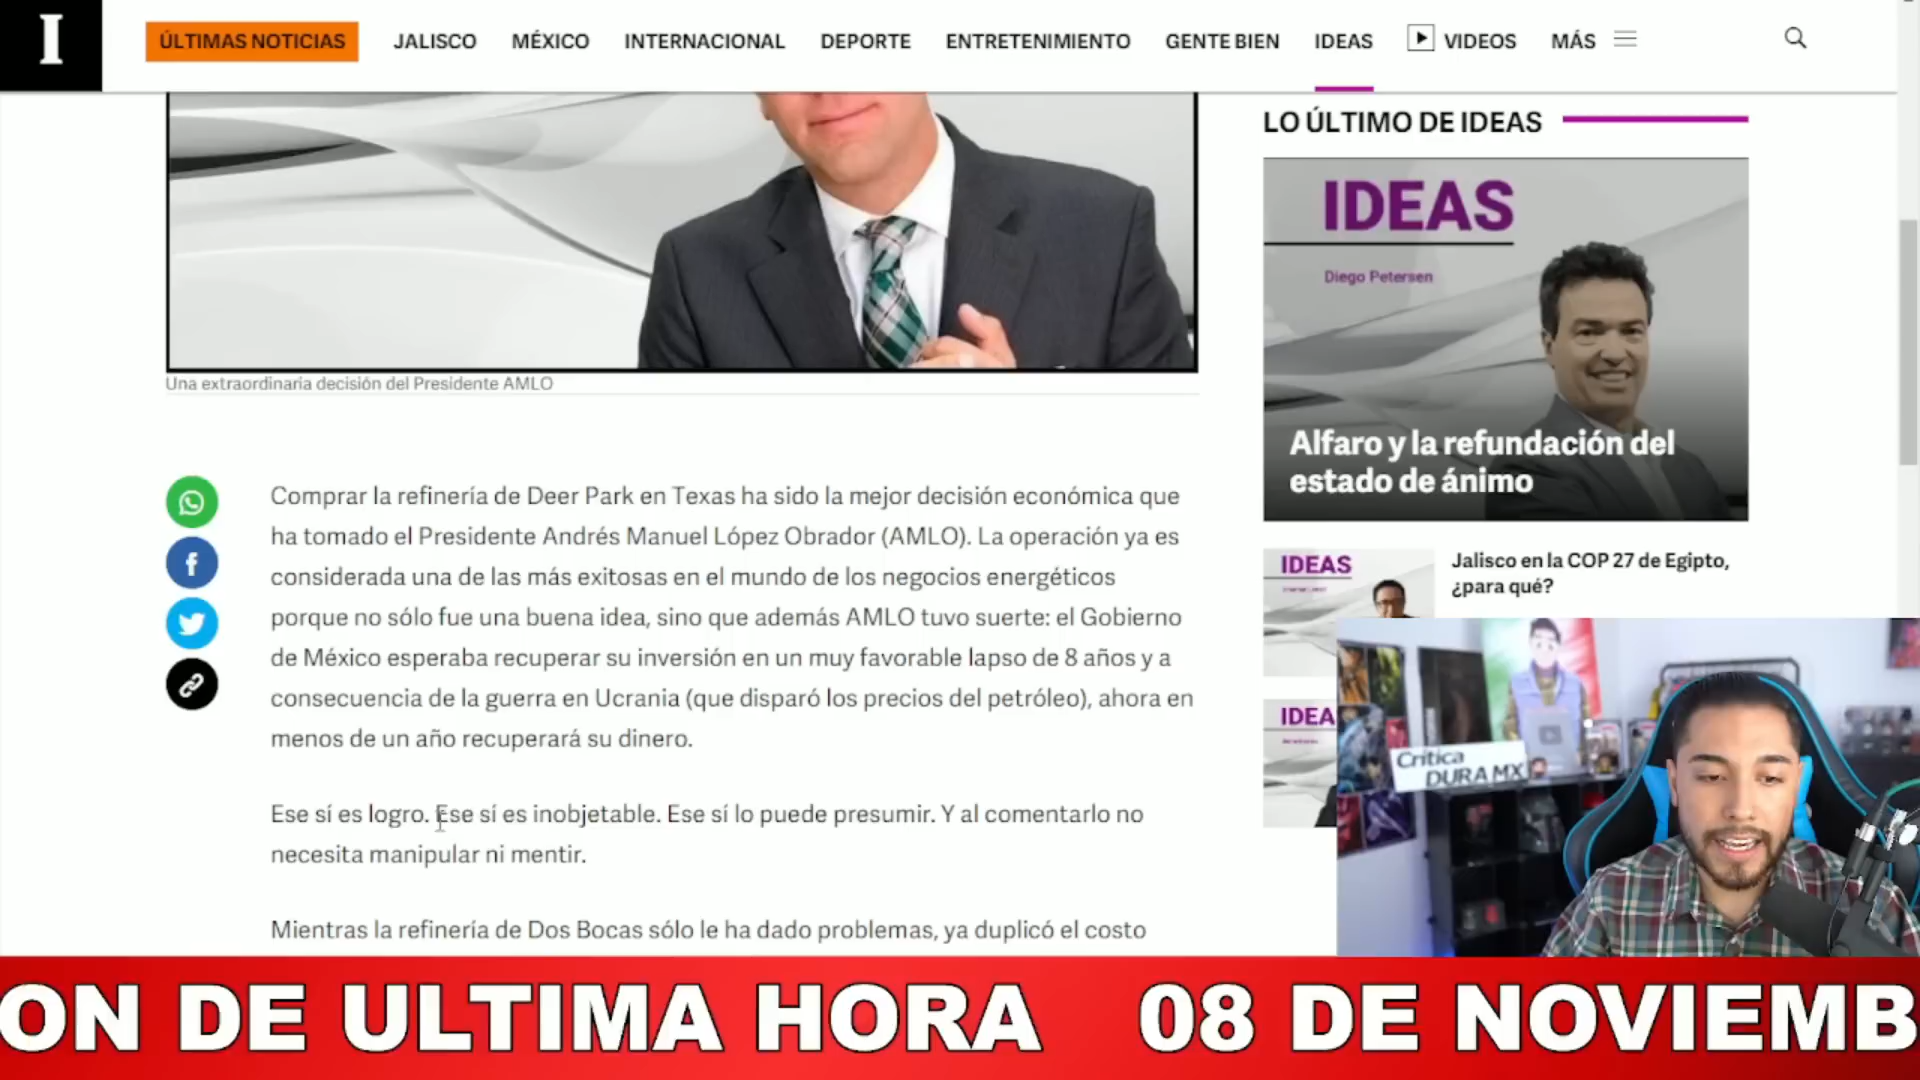 I
ÚLTIMAS NOTICIAS
JALISCO
MÉXICO
INTERNACIONAL
DEPORTE
ENTRETENIMIENTO
GENTE BIEN
IDEAS
VIDEOS
MÁS
Una extraordinaria decisión del Presidente AMLO
Comprar la refinería de Deer Park en Texas ha sido la mejor decisión económica que
ha tomado el Presidente Andrés Manuel López Obrador (AMLO). La operación ya es
considerada una de las más exitosas en el mundo de los negocios energéticos
porque no sólo fue una buena idea, sino que además AMLO tuvo suerte: el Gobierno
de México esperaba recuperar su inversión en un muy favorable lapso de 8 años y a
consecuencia de la guerra en Ucrania (que disparó los precios del petróleo), ahora en
menos de un año recuperará su dinero.
Ese sí es logro. Ese sí es inobjetable. Ese sí lo puede presumir. Y al comentarlo no
necesita manipular ni mentir.
Mientras la refinería de Dos Bocas sólo le ha dado problemas, ya duplicó el costo
LO ÚLTIMO DE IDEAS
IDEAS
Diego Petersen
Alfaro y la refundación del
estado de ánimo
IDEAS
Jalisco en la COP 27 de Egipto,
¿para qué?
IDEA
Crítica
DURA MX
ON DE ULTIMA HORA 08 DE NOVIEMB